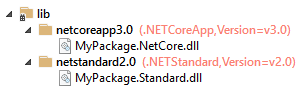 lib
netcoreapp3.0 (.NETCoreApp,Version=v3.0)
MyPackage.NetCore.dll
netstandard2.0 (.NETStandard,Version=v2.0)
MyPackage.Standard.dll